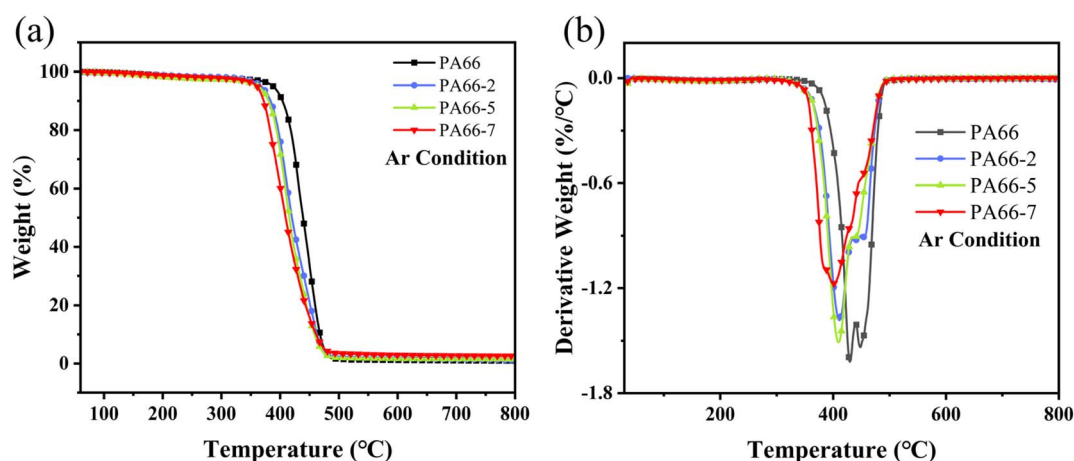 (a)
100
80
60
40
20
0
Weight (%)
PA66
PA66-2
PA66-5
PA66-7
Ar Condition
100 200 300 400 500 600 700 800
Temperature (°C)
(b)
0.0
-0.6
-1.2
-1.8
Derivative Weight (%/°C)
PA66
PA66-2
PA66-5
PA66-7
Ar Condition
200 400 600 800
Temperature (°C)